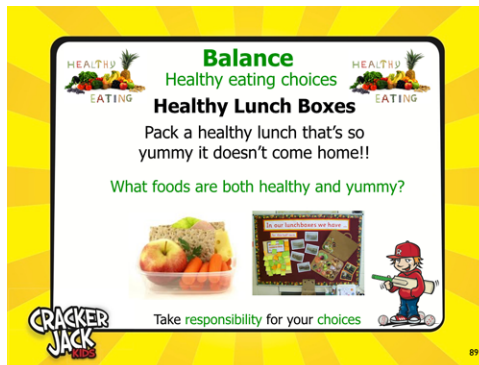 Balance
HEALTHY
HEALTHY
Healthy eating choices
EATING
EATING
Healthy Lunch Boxes
Pack a healthy lunch that's so
yummy it doesn't come home!!
What foods are both healthy and yummy?
In our lunchboxes we have ...
Take responsibility for your choices
CRACKER
JACK
KIDS
89